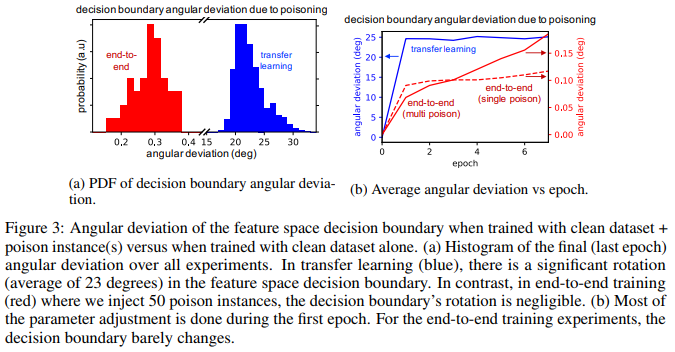 decision boundary angular deviation due to poisoning
probability (a.u)
end-to-
end
transfer
learning
0.2
0.3
0.4
15
20
25
30
angular deviation (deg)
(a) PDF of decision boundary angular devia-
tion.
decision boundary angular deviation due to poisoning
angular deviation (deg)
25
20
15
10
5
0
transfer learning
end-to-end
(multi poison)
end-to-end
(single poison)
0.15
0.10
0.05
0.00
angular deviation (deg)
0
2
4
6
epoch
(b) Average angular deviation vs epoch.
Figure 3: Angular deviation of the feature space decision boundary when trained with clean dataset +
poison instance(s) versus when trained with clean dataset alone. (a) Histogram of the final (last epoch)
angular deviation over all experiments. In transfer learning (blue), there is a significant rotation
(average of 23 degrees) in the feature space decision boundary. In contrast, in end-to-end training
(red) where we inject 50 poison instances, the decision boundary's rotation is negligible. (b) Most of
the parameter adjustment is done during the first epoch. For the end-to-end training experiments, the
decision boundary barely changes.